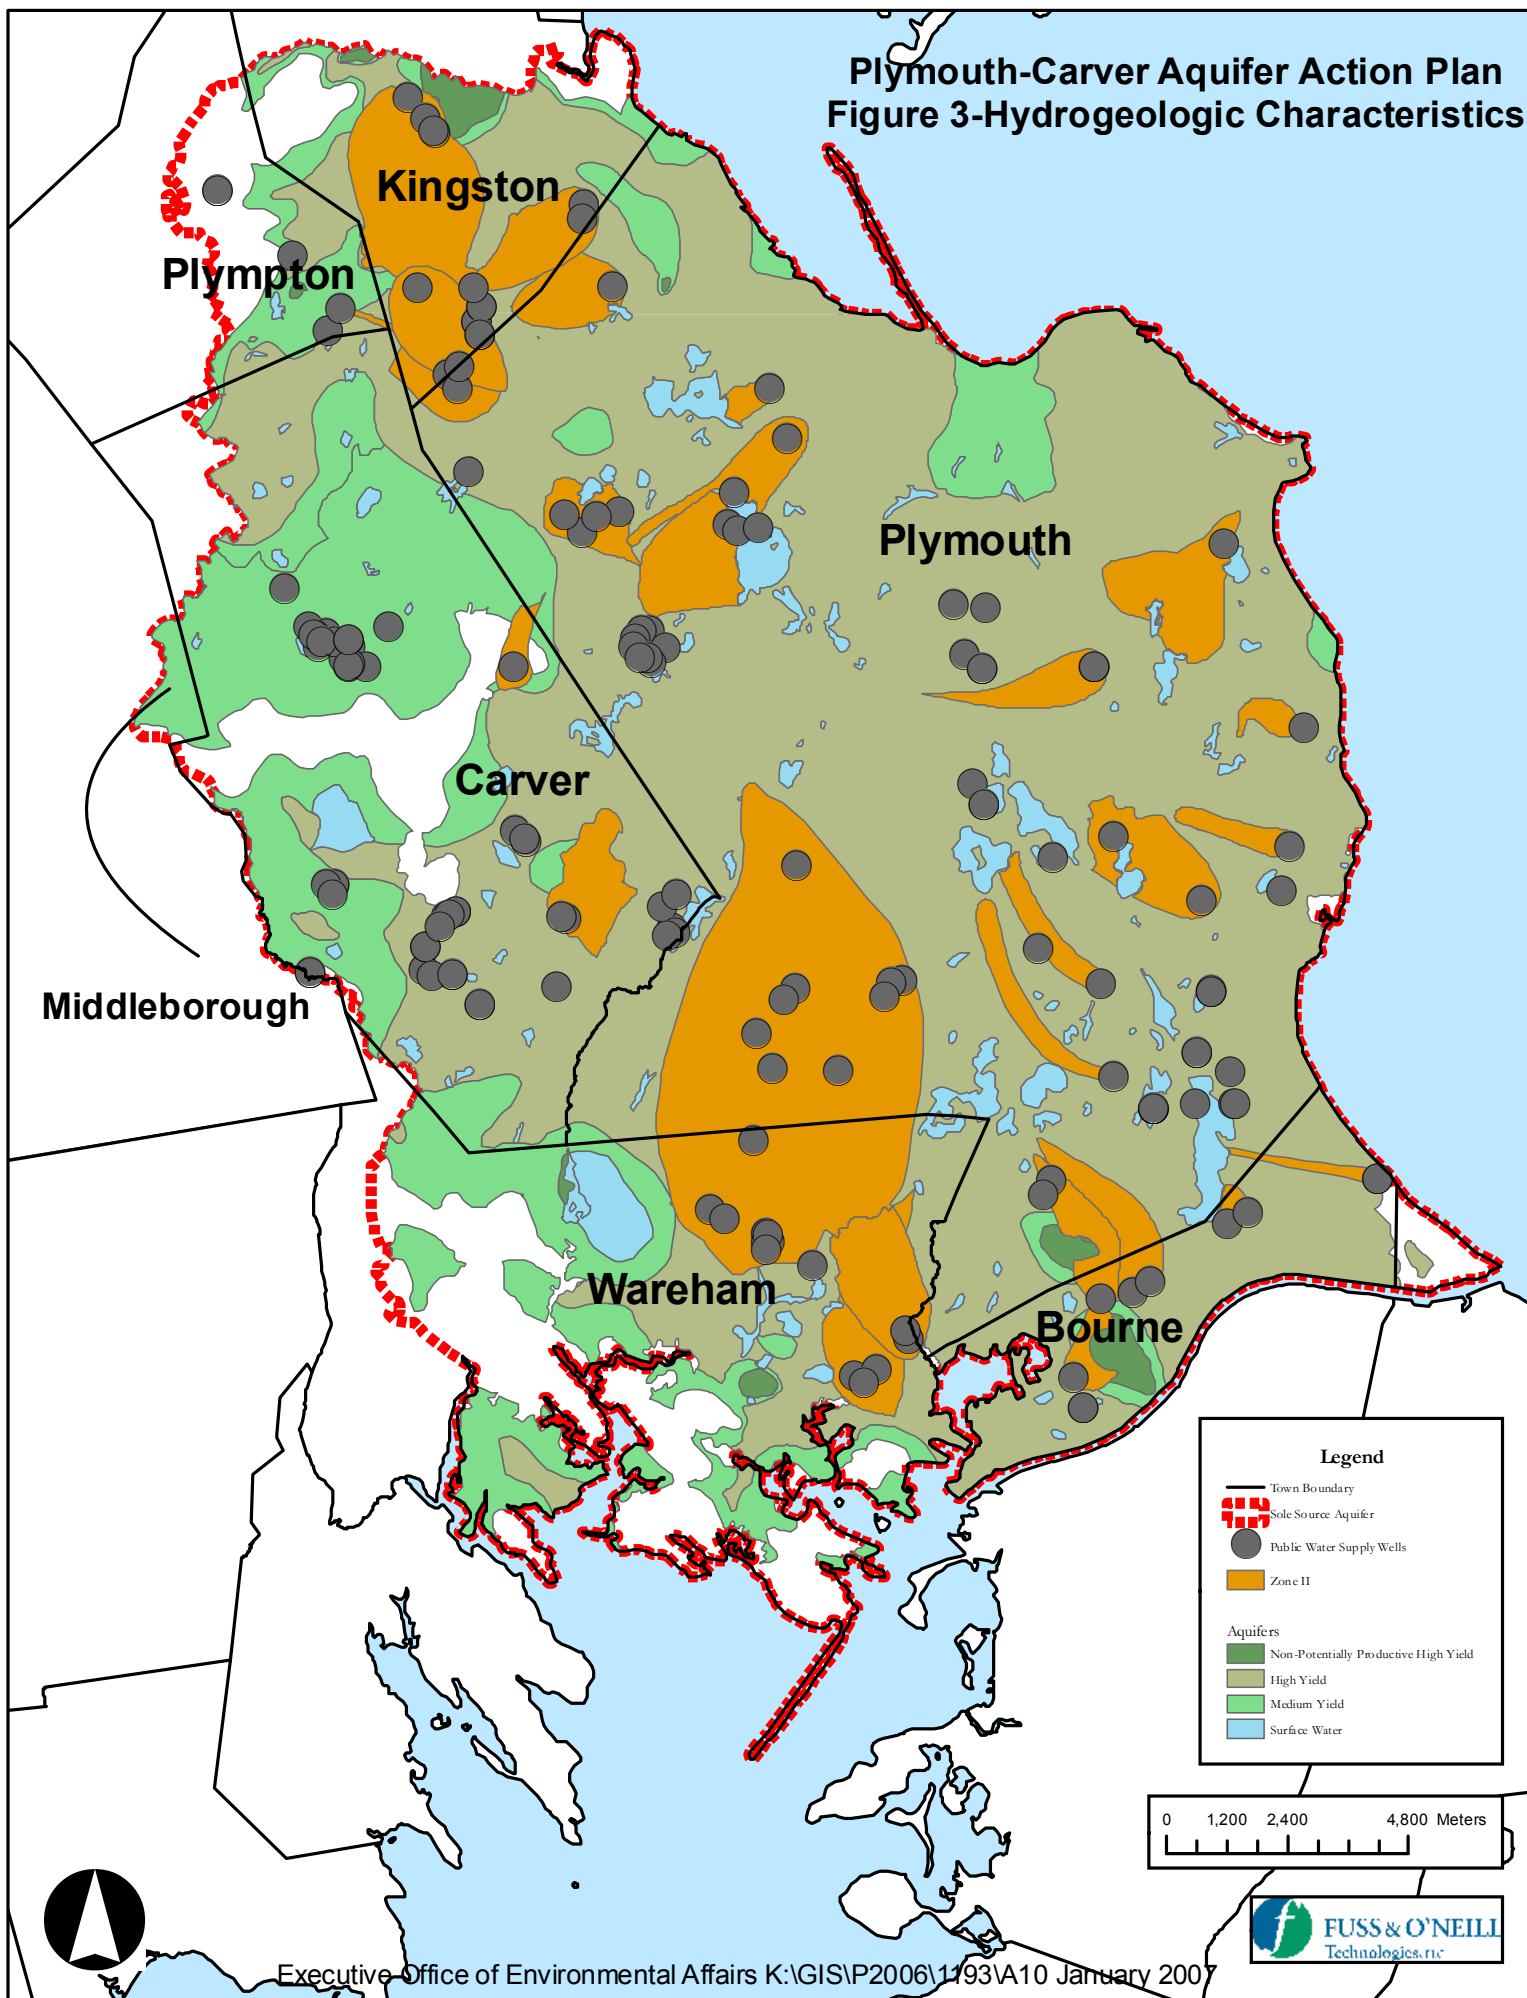 Plymouth-Carver Aquifer Action Plan
Figure 3-Hydrogeologic Characteristics
Kingston
Plympton
Plymouth
Carver
Middleborough
Wareham
Bourne
Legend
Town Boundary
Sole Source Aquifer
Public Water Supply Wells
Zone II
Aquifers
Non-Potentially Productive High Yield
High Yield
Medium Yield
Surface Water
0 1,200 2,400 4,800 Meters
FUSS & O'NEILL
Technologies,
Executive Office of Environmental Affairs K:\GIS\P2006\1193\A10 January 2007